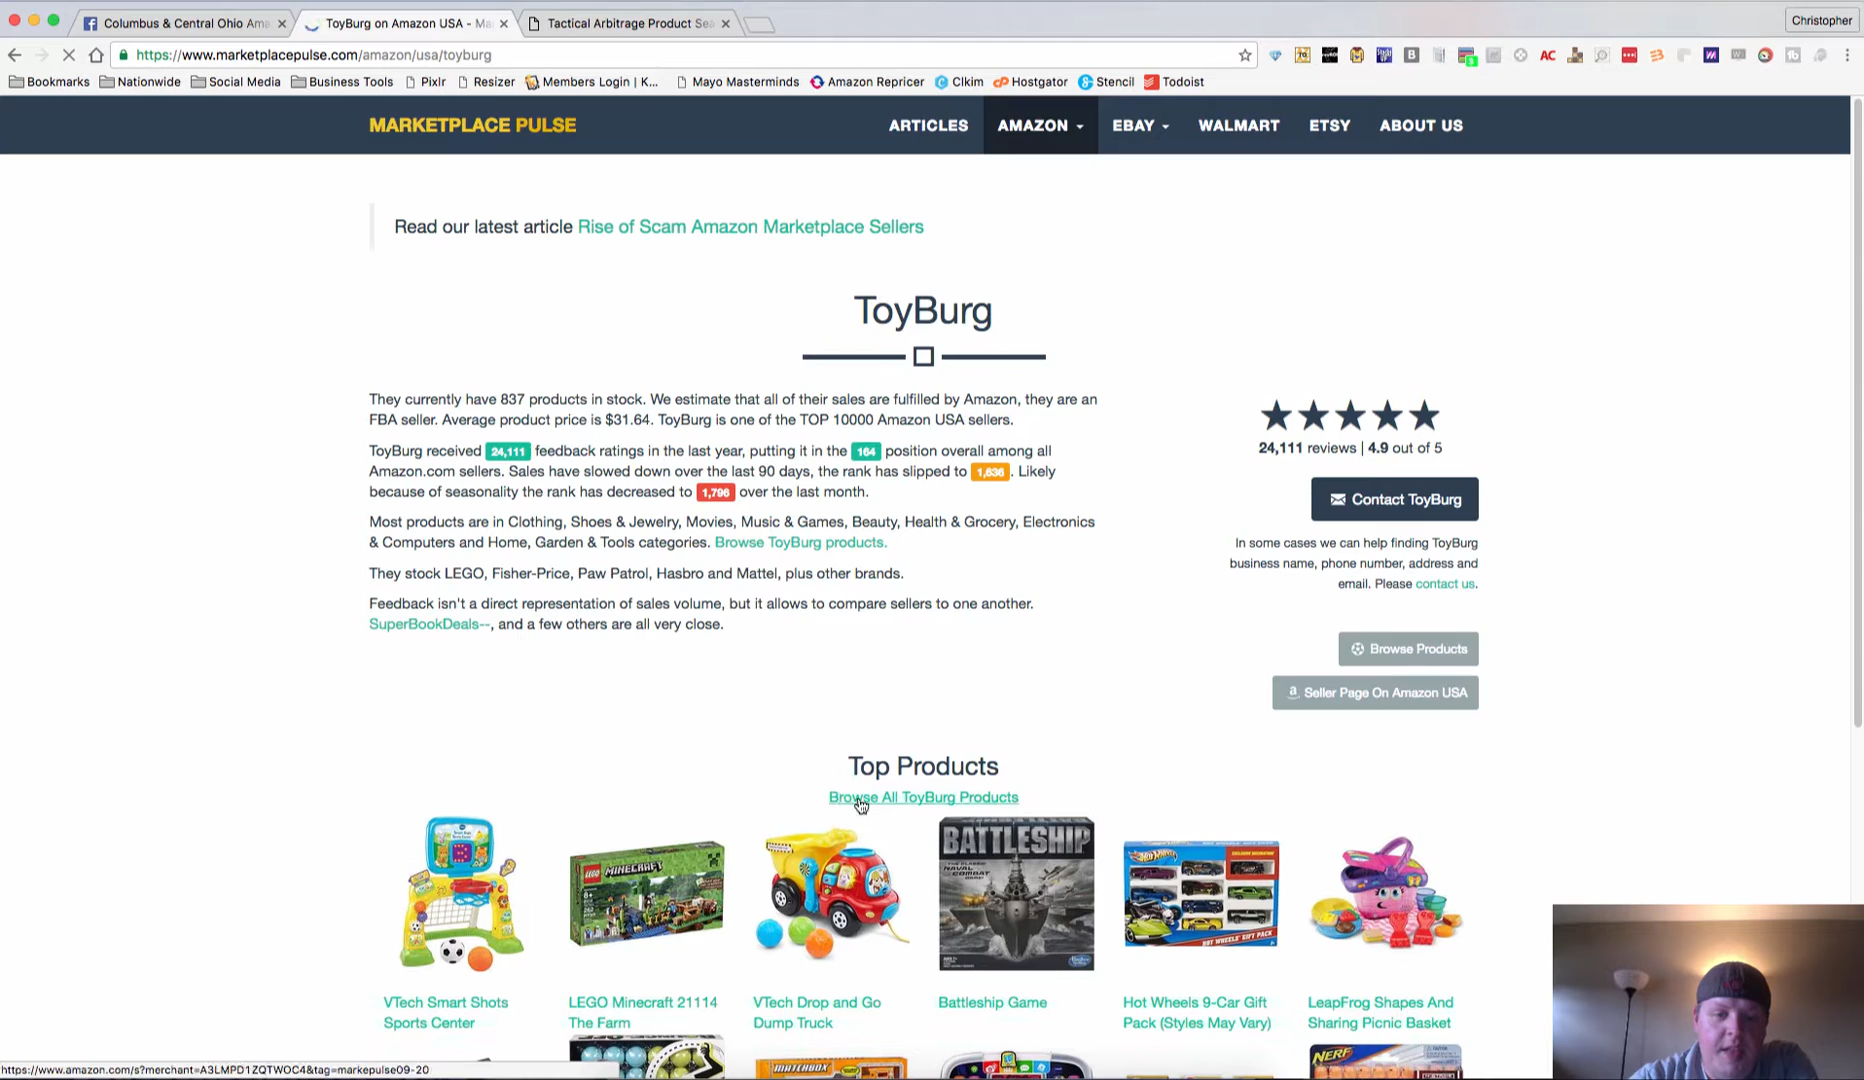 Columbus & Central Ohio Ama
ToyBurg on Amazon USA - Ma
Tactical Arbitrage Product Sea
Christopher
https://www.marketplacepulse.com/amazon/usa/toyburg
Bookmarks Nationwide Social Media Business Tools Pixlr Resizer Members Login | K... Mayo Masterminds Amazon Repricer Clkim Hostgator Stencil Todoist
MARKETPLACE PULSE
ARTICLES AMAZON EBAY WALMART ETSY ABOUT US
Read our latest article Rise of Scam Amazon Marketplace Sellers
ToyBurg
They currently have 837 products in stock. We estimate that all of their sales are fulfilled by Amazon, they are an
FBA seller. Average product price is $31.64. ToyBurg is one of the TOP 10000 Amazon USA sellers.
ToyBurg received 24,111 feedback ratings in the last year, putting it in the 164 position overall among all
Amazon.com sellers. Sales have slowed down over the last 90 days, the rank has slipped to 1,636 . Likely
because of seasonality the rank has decreased to 1,796 over the last month.
Most products are in Clothing, Shoes & Jewelry, Movies, Music & Games, Beauty, Health & Grocery, Electronics
& Computers and Home, Garden & Tools categories. Browse ToyBurg products.
They stock LEGO, Fisher-Price, Paw Patrol, Hasbro and Mattel, plus other brands.
Feedback isn't a direct representation of sales volume, but it allows to compare sellers to one another.
SuperBookDeals--, and a few others are all very close.
24,111 reviews | 4.9 out of 5
Contact ToyBurg
In some cases we can help finding ToyBurg
business name, phone number, address and
email. Please contact us.
Browse Products
Seller Page On Amazon USA
Top Products
Browse All ToyBurg Products
LEGO MINECRAFT
BATTLESHIP
HOT WHEELS GIFT PACK
VTech Smart Shots
Sports Center
LEGO Minecraft 21114
The Farm
VTech Drop and Go
Dump Truck
Battleship Game
Hot Wheels 9-Car Gift
Pack (Styles May Vary)
LeapFrog Shapes And
Sharing Picnic Basket
MATCHBOX
NERF
https://www.amazon.com/s?merchant=A3LMPD1ZQTWOC4&tag=markepulse09-20